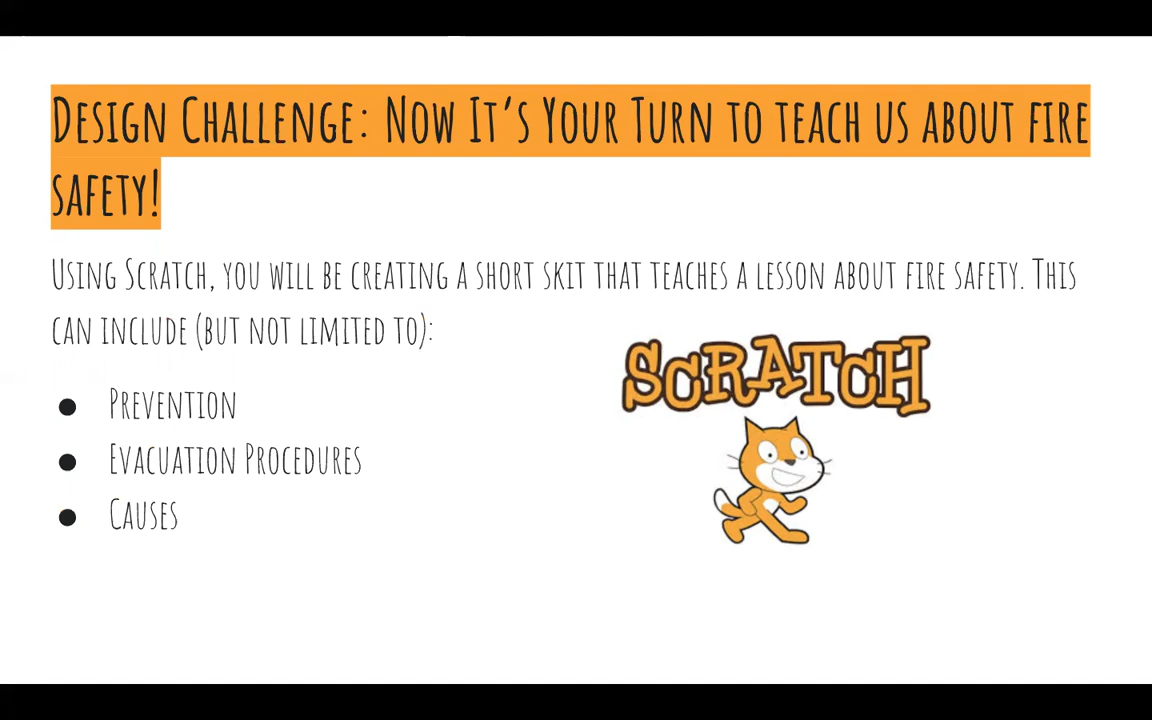 Design Challenge: Now It's Your Turn to teach us about fire
safety!
Using Scratch, you will be creating a short skit that teaches a lesson about fire safety. This
can include (but not limited to):
● Prevention
● Evacuation Procedures
● Causes
SCRATCH